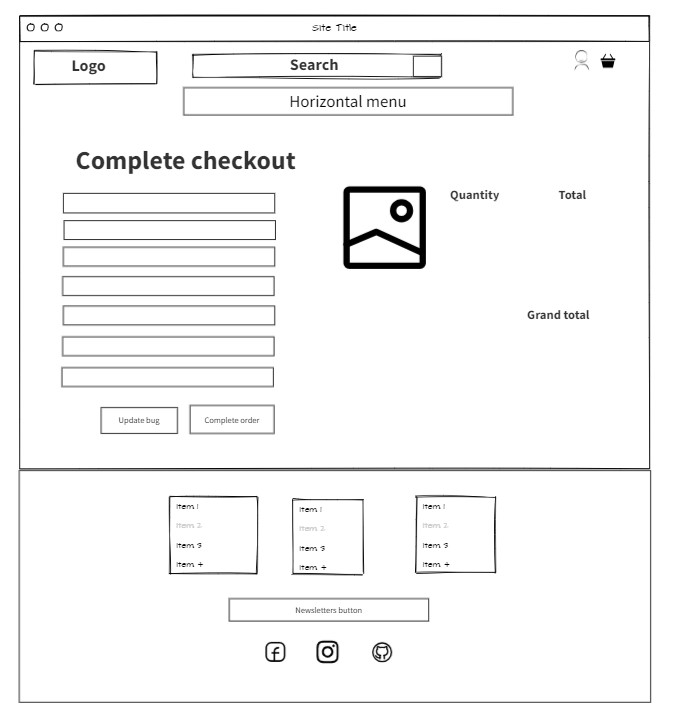 Site Title
Logo
Search
Horizontal menu
Complete checkout
Quantity
Total
Grand total
Update bug
Complete order
Item 1
Item 2
Item 3
Item 4
Item 1
Item 2
Item 3
Item 4
Item 1
Item 2
Item 3
Item 4
Newsletters button